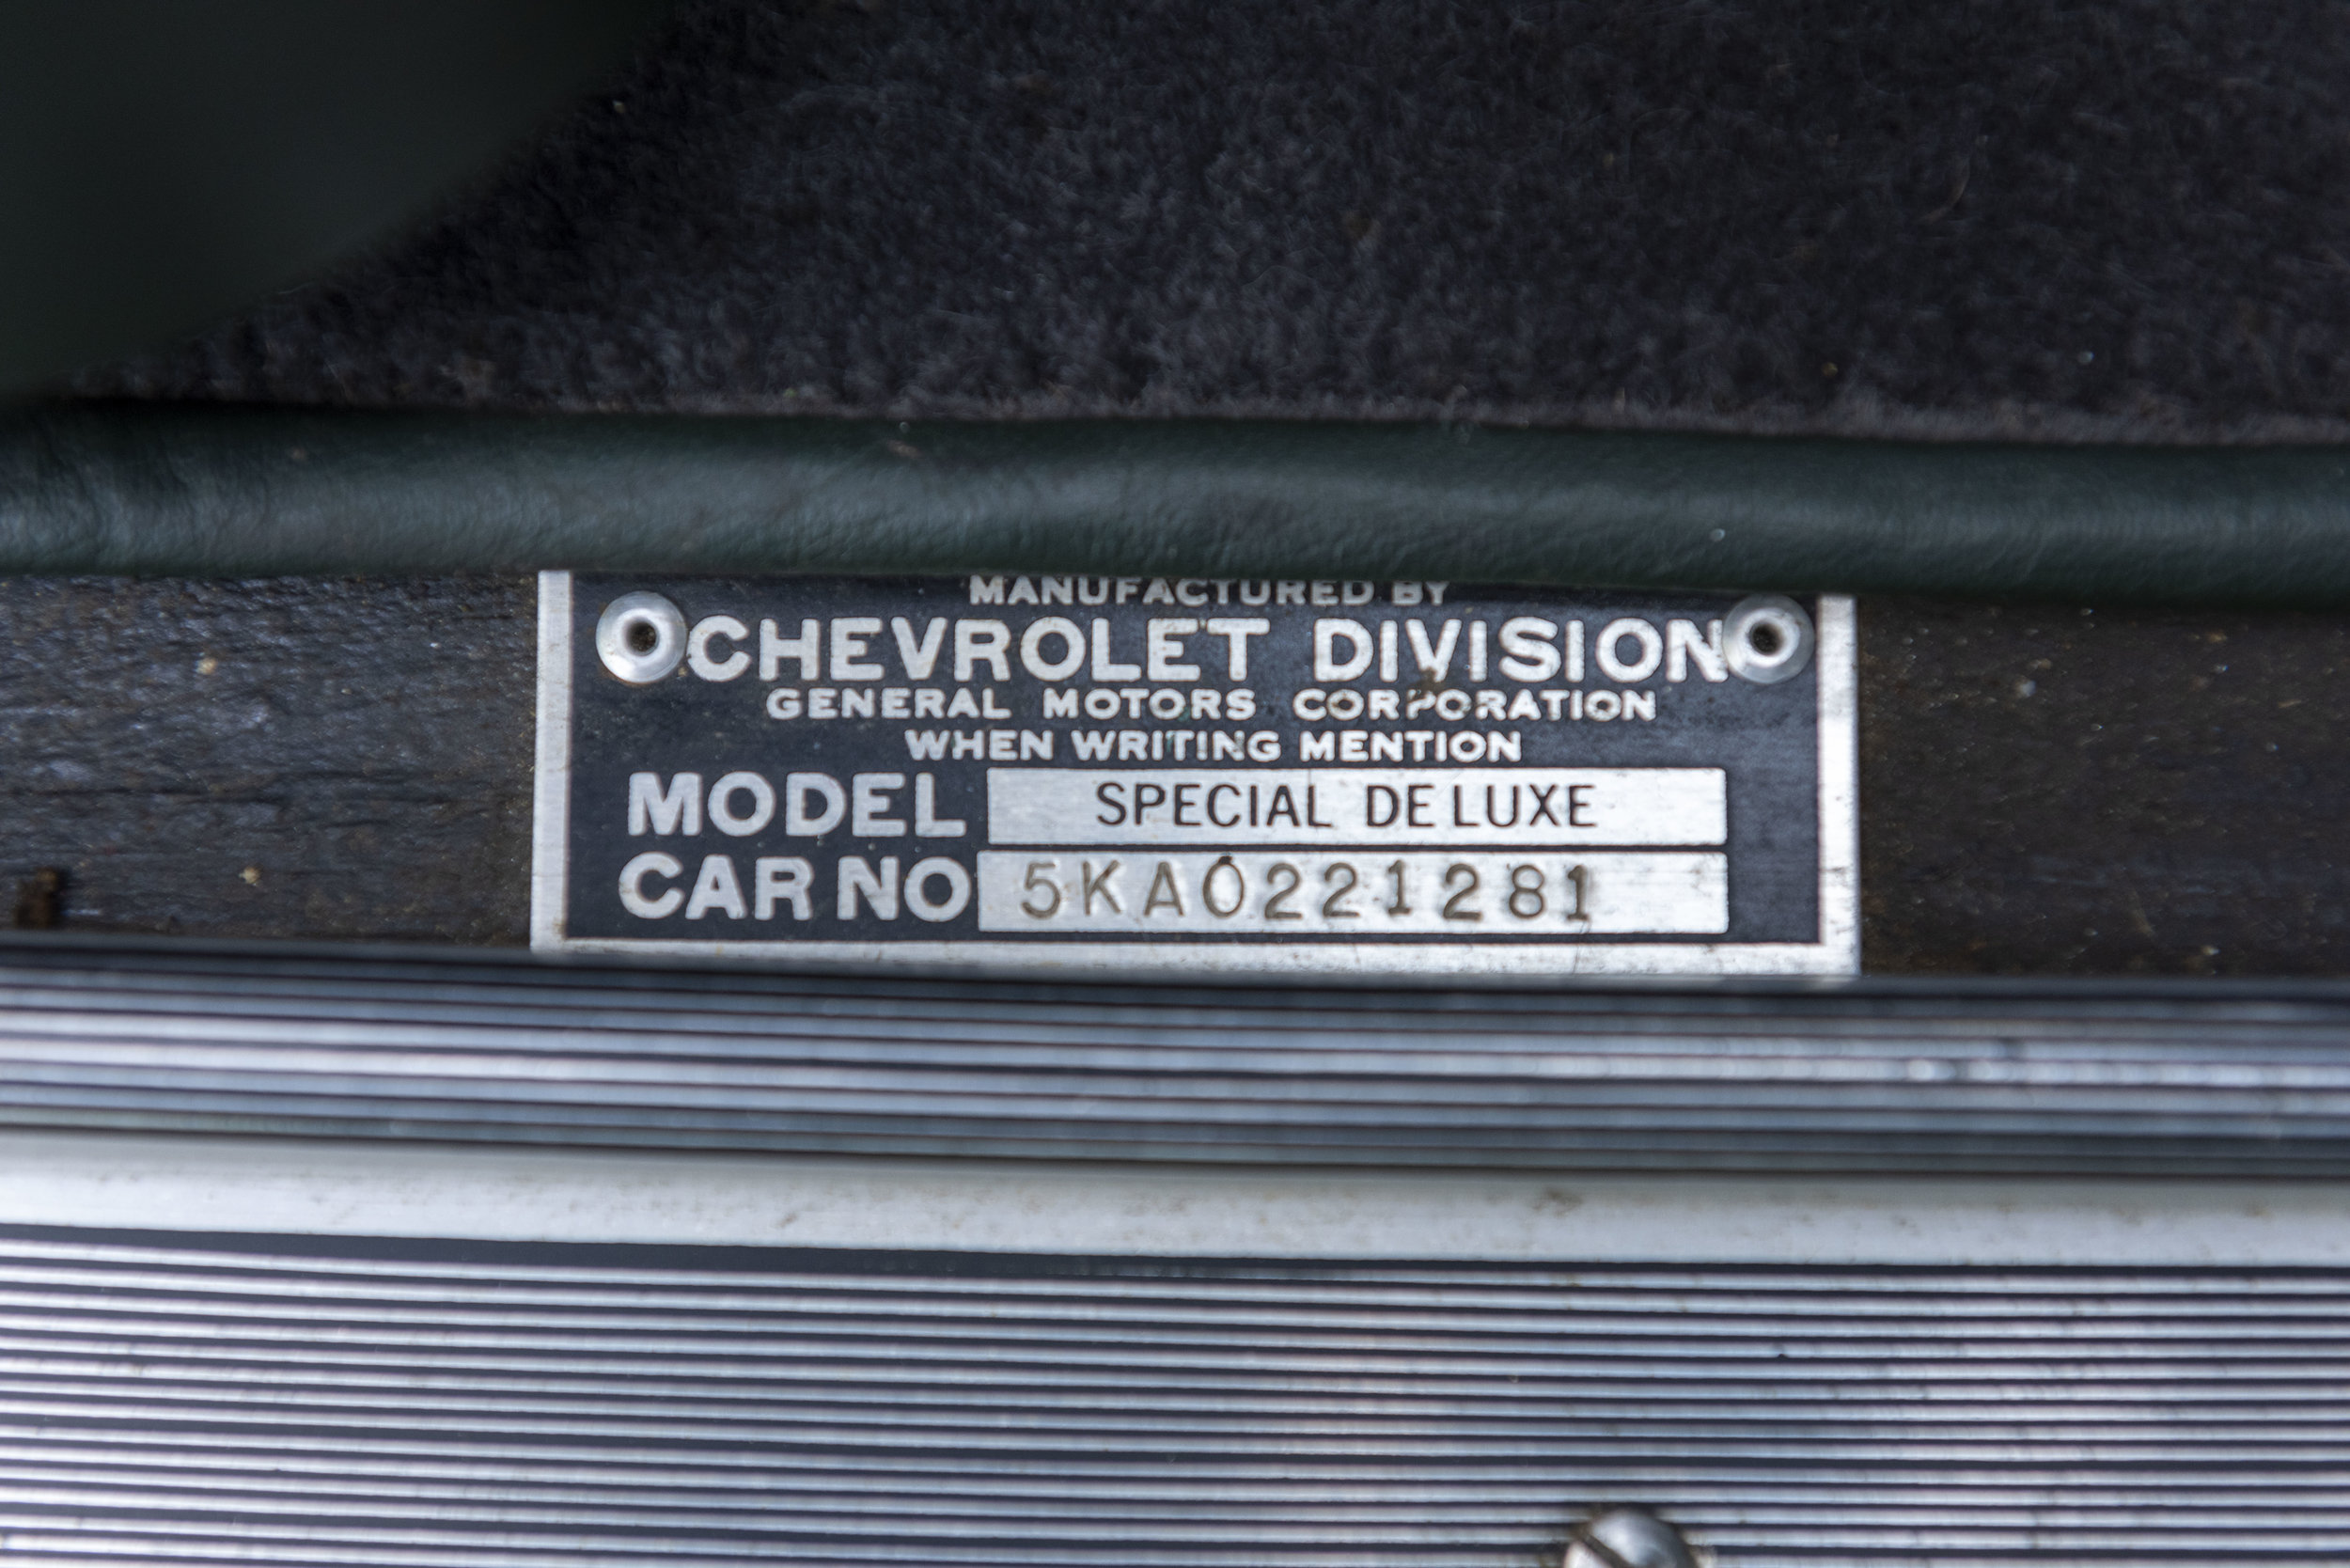 MANUFACTURED BY
CHEVROLET DIVISION
GENERAL MOTORS CORPORATION
WHEN WRITING MENTION
MODEL SPECIAL DE LUXE
CAR NO 5KA0221281